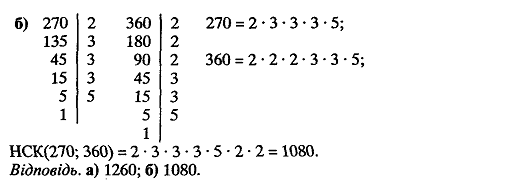 б) 270 | 2 360 | 2 270 = 2 · 3 · 3 · 3 · 5;
135 | 3 180 | 2
45 | 3 90 | 2 360 = 2 · 2 · 2 · 3 · 3 · 5;
15 | 3 45 | 3
5 | 5 15 | 3
1 | 5 | 5
1 |
НСК(270; 360) = 2 · 3 · 3 · 3 · 5 · 2 · 2 = 1080.
Відповідь. а) 1260; б) 1080.